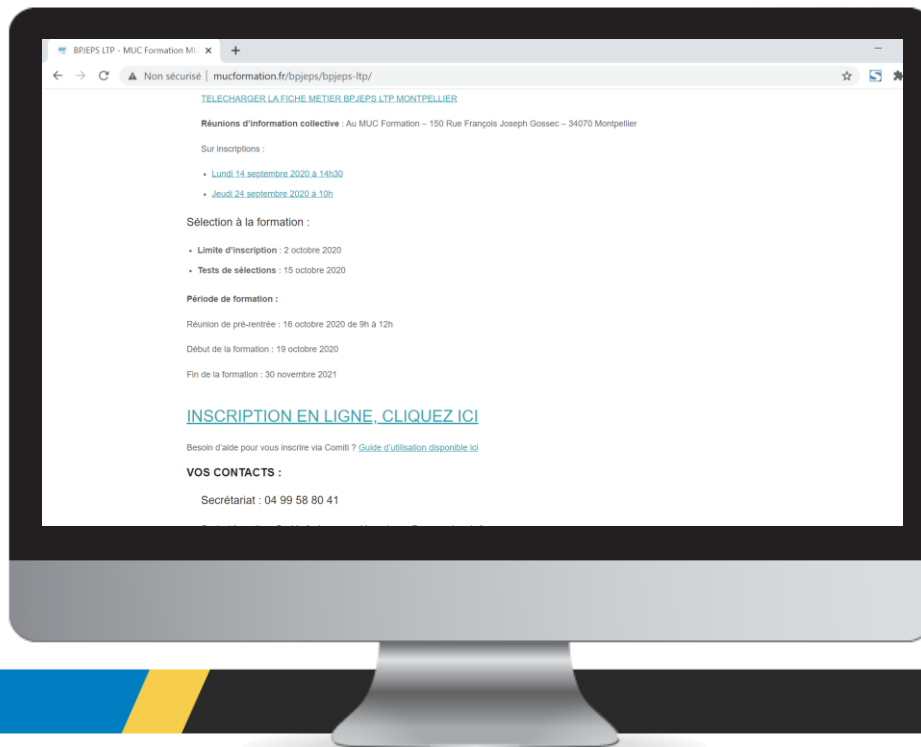 BPJEPS LTP - MUC Formation MU
Non sécurisé | mucformation.fr/bpjeps/bpjeps-ltp/
TELECHARGER LA FICHE METIER BPJEPS LTP MONTPELLIER
Réunions d'information collective : Au MUC Formation – 150 Rue François Joseph Gossec – 34070 Montpellier
Sur inscriptions :
• Lundi 14 septembre 2020 à 14h30
• Jeudi 24 septembre 2020 à 10h
Sélection à la formation :
• Limite d'inscription : 2 octobre 2020
• Tests de sélections : 15 octobre 2020
Période de formation :
Réunion de pré-rentrée : 16 octobre 2020 de 9h à 12h
Début de la formation : 19 octobre 2020
Fin de la formation : 30 novembre 2021
INSCRIPTION EN LIGNE, CLIQUEZ ICI
Besoin d'aide pour vous inscrire via Comiti ? Guide d'utilisation disponible ici
VOS CONTACTS :
Secrétariat : 04 99 58 80 41